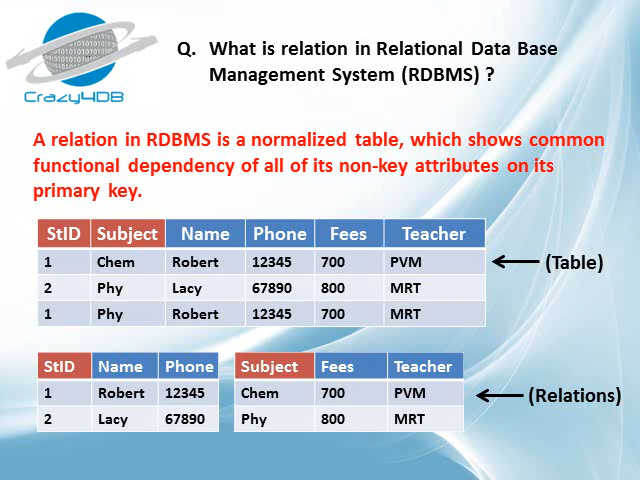 Crazy4DB
Q. What is relation in Relational Data Base
Management System (RDBMS) ?
A relation in RDBMS is a normalized table, which shows common
functional dependency of all of its non-key attributes on its
primary key.
StID Subject Name Phone Fees Teacher
1 Chem Robert 12345 700 PVM
(Table)
2 Phy Lacy 67890 800 MRT
1 Phy Robert 12345 700 MRT
StID Name Phone Subject Fees Teacher
1 Robert 12345 Chem 700 PVM
(Relations)
2 Lacy 67890 Phy 800 MRT